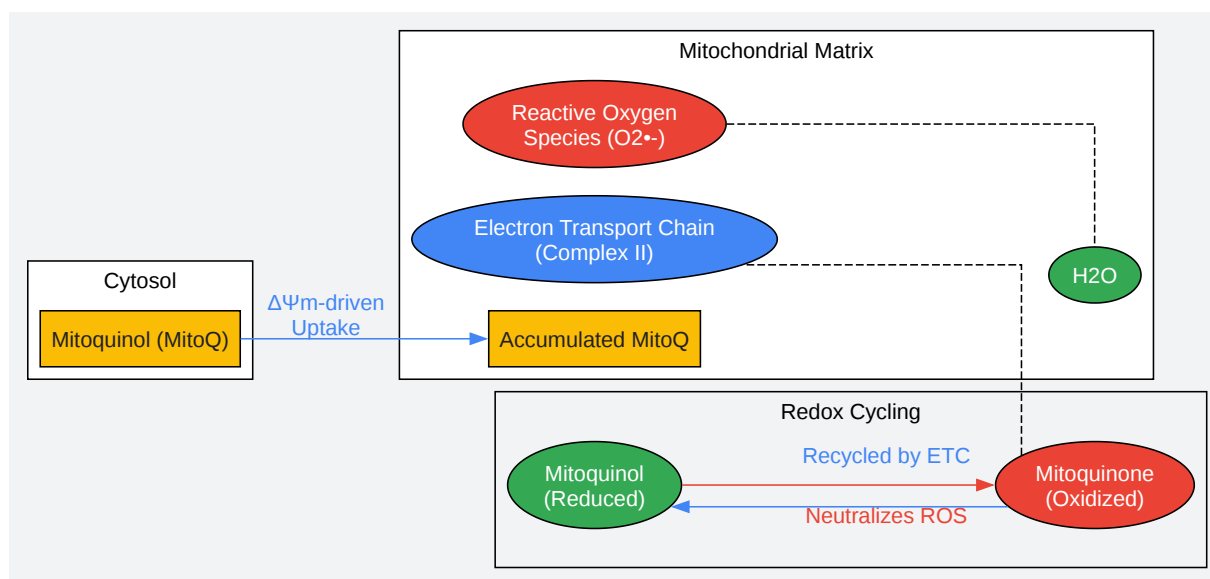 Mitochondrial Matrix
Reactive Oxygen
Species (O2•-)
Electron Transport Chain
(Complex II)
H2O
Cytosol
Mitoquinol (MitoQ)
ΔΨm-driven
Uptake
Accumulated MitoQ
Redox Cycling
Mitoquinol
(Reduced)
Recycled by ETC
Neutralizes ROS
Mitoquinone
(Oxidized)